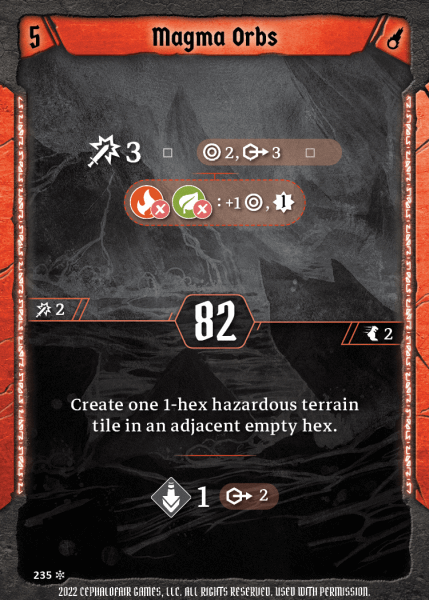 5 Magma Orbs
3 2, 3
: +1 , 1
2
82
2
Create one 1-hex hazardous terrain
tile in an adjacent empty hex.
1 2
235
2022 CEPHALOFAIR GAMES, LLC. ALL RIGHTS RESERVED. USED WITH PERMISSION.